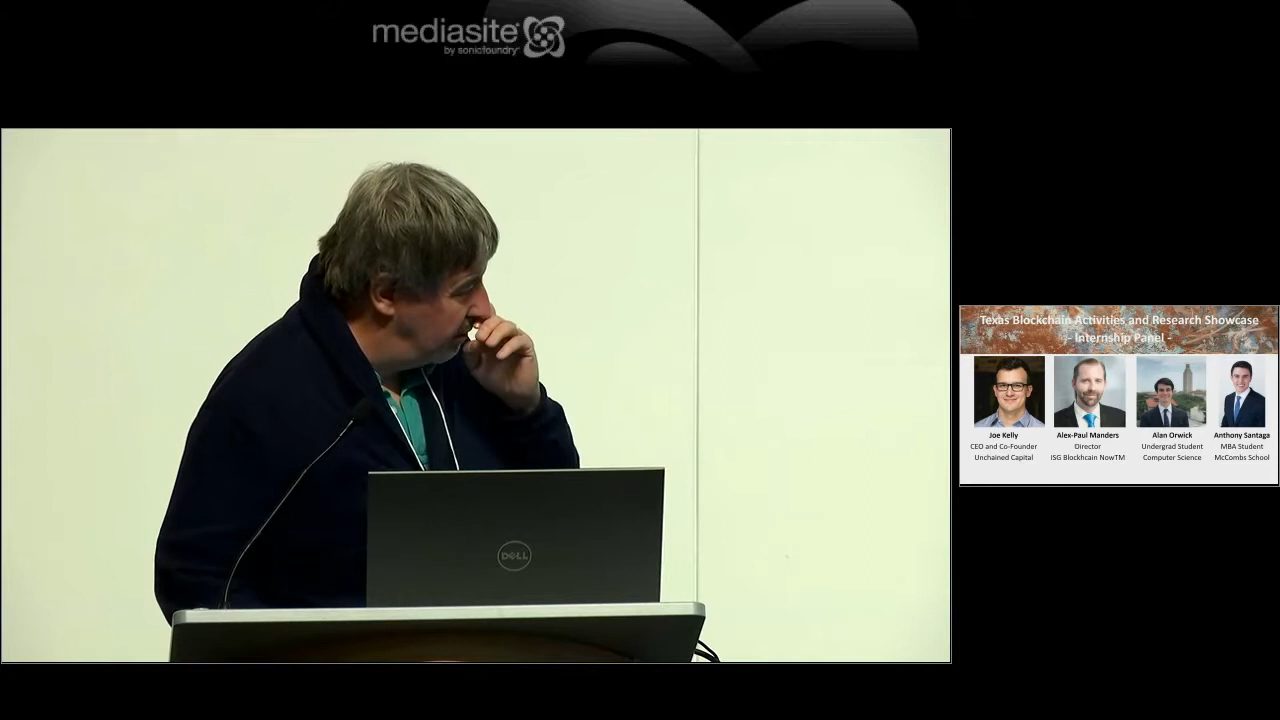 mediasite
by sonicfoundry
DELL
Texas Blockchain Activities and Research Showcase
- Internship Panel -
Joe Kelly
CEO and Co-Founder
Unchained Capital
Alex-Paul Manders
Director
ISG Blockhcain NowTM
Alan Orwick
Undergrad Student
Computer Science
Anthony Santaga
MBA Student
McCombs School